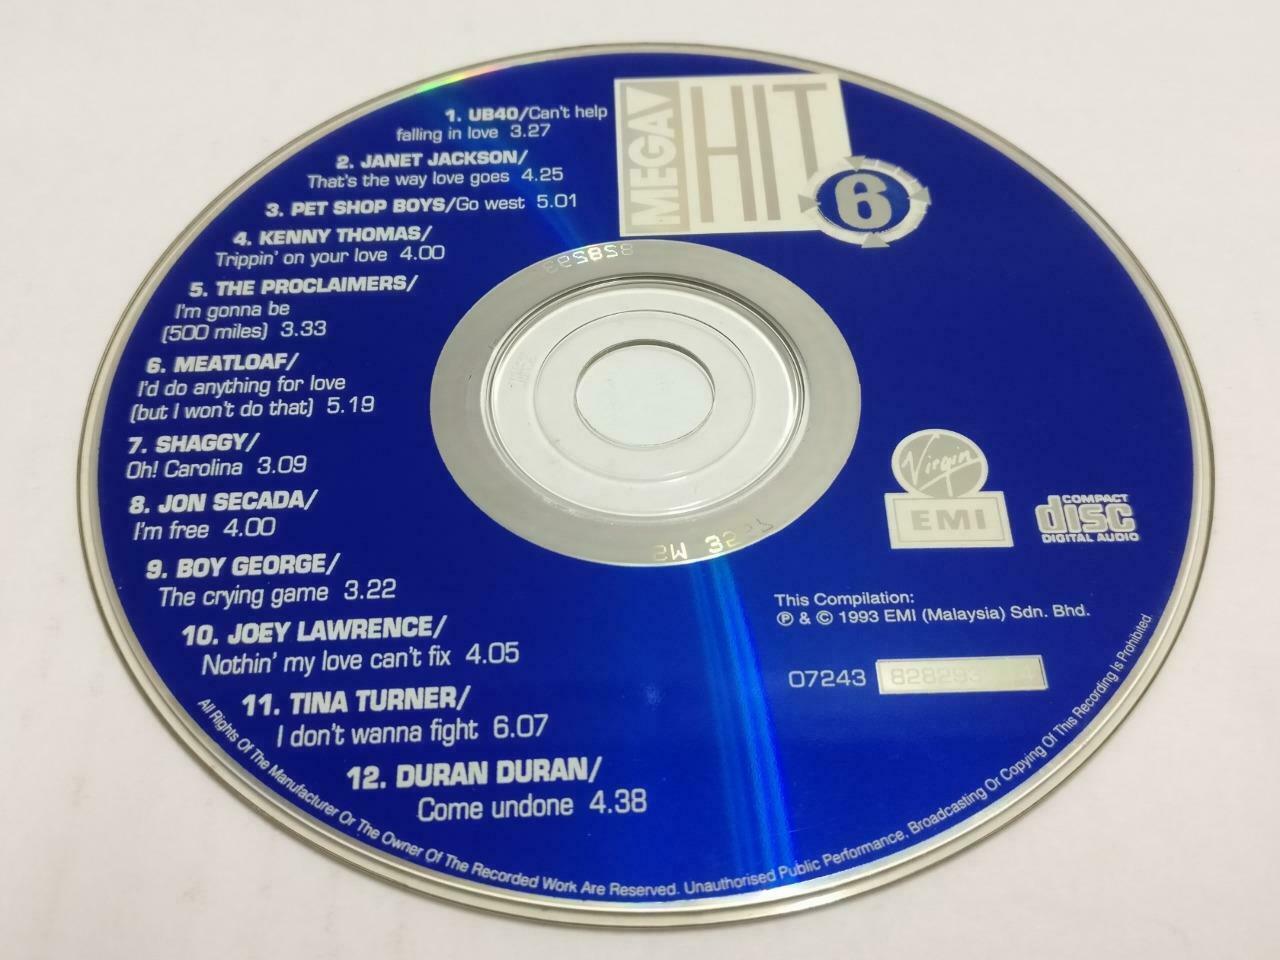 MEGA HIT 6
1. UB40/Can't help
falling in love 3.27
2. JANET JACKSON/
That's the way love goes 4.25
3. PET SHOP BOYS/Go west 5.01
4. KENNY THOMAS/
Trippin' on your love 4.00
5. THE PROCLAIMERS/
I'm gonna be
(500 miles) 3.33
6. MEATLOAF/
I'd do anything for love
(but I won't do that) 5.19
7. SHAGGY/
Oh! Carolina 3.09
8. JON SECADA/
I'm free 4.00
9. BOY GEORGE/
The crying game 3.22
10. JOEY LAWRENCE/
Nothin' my love can't fix 4.05
11. TINA TURNER/
I don't wanna fight 6.07
12. DURAN DURAN/
Come undone 4.38
Virgin
EMI
COMPACT
disc
DIGITAL AUDIO
This Compilation:
℗ & © 1993 EMI (Malaysia) Sdn. Bhd.
07243
All Rights Of The Manufacturer Or The Owner Of The Recorded Work Are Reserved. Unauthorised Public Performance, Broadcasting Or Copying Of This Recording Is Prohibited